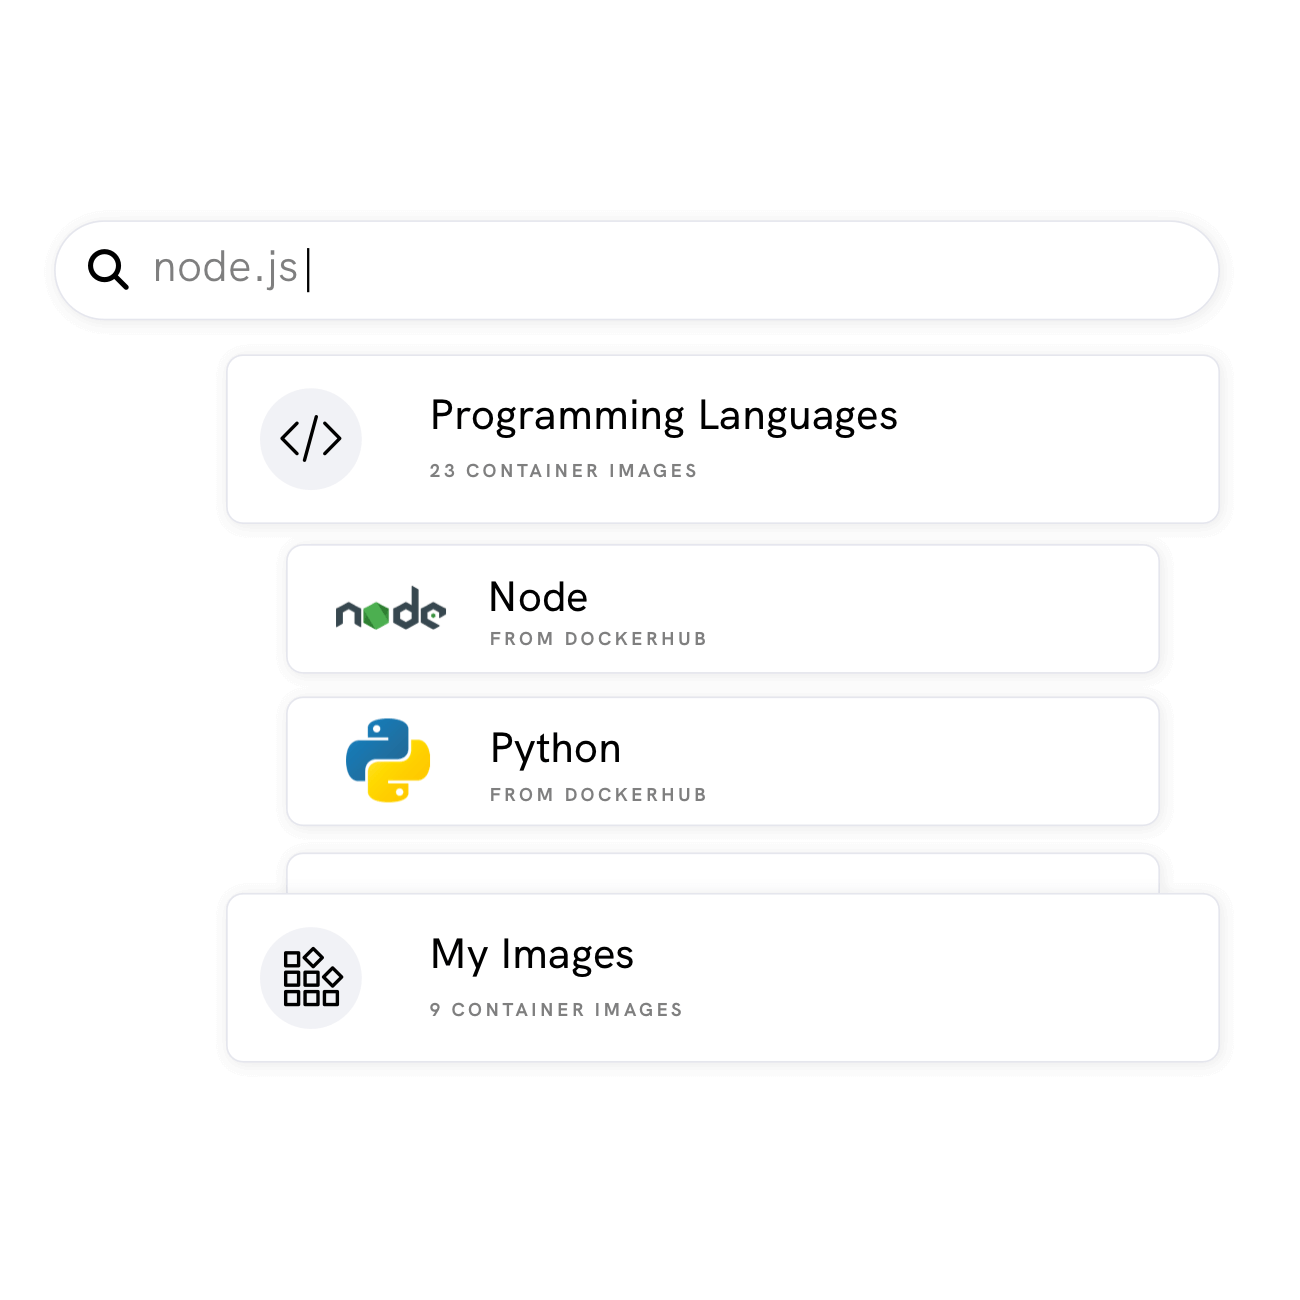 node.js
Programming Languages
23 CONTAINER IMAGES
node
Node
FROM DOCKERHUB
Python
FROM DOCKERHUB
My Images
9 CONTAINER IMAGES